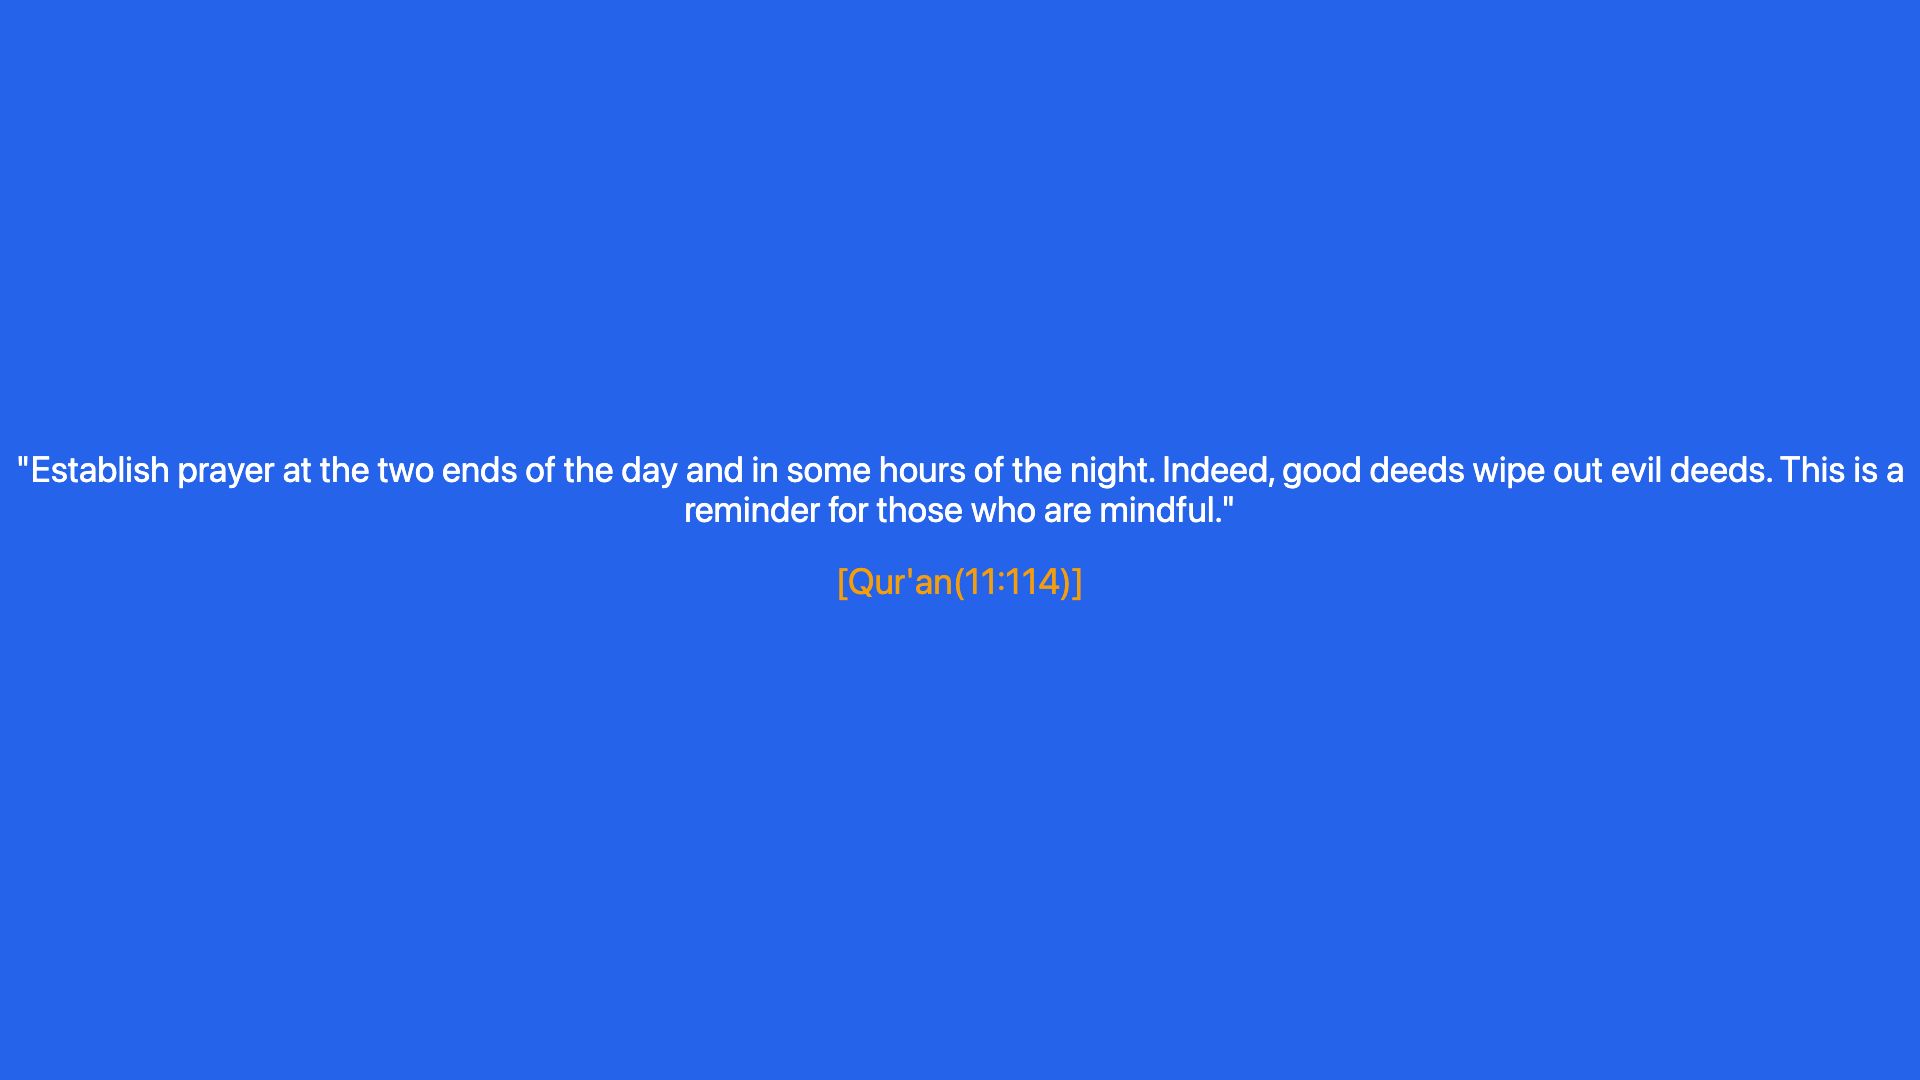 "Establish prayer at the two ends of the day and in some hours of the night. Indeed, good deeds wipe out evil deeds. This is a
reminder for those who are mindful."
[Qur'an(11:114)]